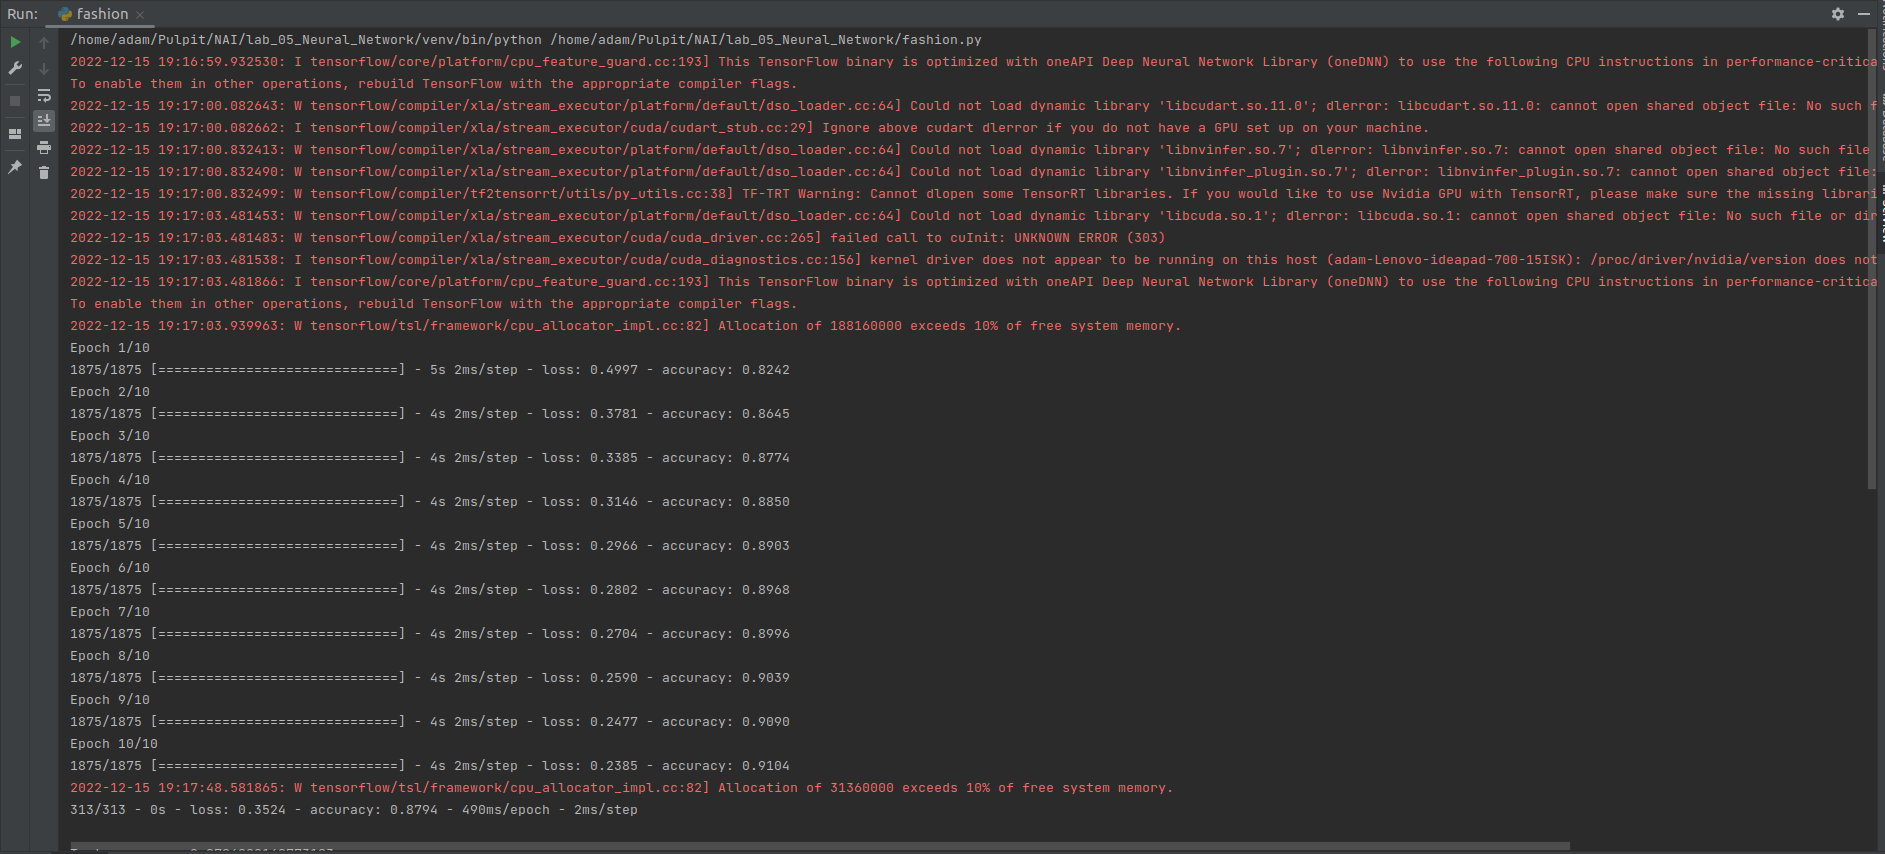 Run: fashion
/home/adam/Pulpit/NAI/lab_05_Neural_Network/venv/bin/python /home/adam/Pulpit/NAI/lab_05_Neural_Network/fashion.py
2022-12-15 19:16:59.932530: I tensorflow/core/platform/cpu_feature_guard.cc:193] This TensorFlow binary is optimized with oneAPI Deep Neural Network Library (oneDNN) to use the following CPU instructions in performance-critica
To enable them in other operations, rebuild TensorFlow with the appropriate compiler flags.
2022-12-15 19:17:00.082643: W tensorflow/compiler/xla/stream_executor/platform/default/dso_loader.cc:64] Could not load dynamic library 'libcudart.so.11.0'; dlerror: libcudart.so.11.0: cannot open shared object file: No such f
2022-12-15 19:17:00.082662: I tensorflow/compiler/xla/stream_executor/cuda/cudart_stub.cc:29] Ignore above cudart dlerror if you do not have a GPU set up on your machine.
2022-12-15 19:17:00.832413: W tensorflow/compiler/xla/stream_executor/platform/default/dso_loader.cc:64] Could not load dynamic library 'libnvinfer.so.7'; dlerror: libnvinfer.so.7: cannot open shared object file: No such file
2022-12-15 19:17:00.832490: W tensorflow/compiler/xla/stream_executor/platform/default/dso_loader.cc:64] Could not load dynamic library 'libnvinfer_plugin.so.7'; dlerror: libnvinfer_plugin.so.7: cannot open shared object file:
2022-12-15 19:17:00.832499: W tensorflow/compiler/tf2tensorrt/utils/py_utils.cc:38] TF-TRT Warning: Cannot dlopen some TensorRT libraries. If you would like to use Nvidia GPU with TensorRT, please make sure the missing librari
2022-12-15 19:17:03.481453: W tensorflow/compiler/xla/stream_executor/platform/default/dso_loader.cc:64] Could not load dynamic library 'libcuda.so.1'; dlerror: libcuda.so.1: cannot open shared object file: No such file or dir
2022-12-15 19:17:03.481483: W tensorflow/compiler/xla/stream_executor/cuda/cuda_driver.cc:265] failed call to cuInit: UNKNOWN ERROR (303)
2022-12-15 19:17:03.481538: I tensorflow/compiler/xla/stream_executor/cuda/cuda_diagnostics.cc:156] kernel driver does not appear to be running on this host (adam-Lenovo-ideapad-700-15ISK): /proc/driver/nvidia/version does not
2022-12-15 19:17:03.481866: I tensorflow/core/platform/cpu_feature_guard.cc:193] This TensorFlow binary is optimized with oneAPI Deep Neural Network Library (oneDNN) to use the following CPU instructions in performance-critica
To enable them in other operations, rebuild TensorFlow with the appropriate compiler flags.
2022-12-15 19:17:03.939963: W tensorflow/tsl/framework/cpu_allocator_impl.cc:82] Allocation of 188160000 exceeds 10% of free system memory.
Epoch 1/10
1875/1875 [==============================] - 5s 2ms/step - loss: 0.4997 - accuracy: 0.8242
Epoch 2/10
1875/1875 [==============================] - 4s 2ms/step - loss: 0.3781 - accuracy: 0.8645
Epoch 3/10
1875/1875 [==============================] - 4s 2ms/step - loss: 0.3385 - accuracy: 0.8774
Epoch 4/10
1875/1875 [==============================] - 4s 2ms/step - loss: 0.3146 - accuracy: 0.8850
Epoch 5/10
1875/1875 [==============================] - 4s 2ms/step - loss: 0.2966 - accuracy: 0.8903
Epoch 6/10
1875/1875 [==============================] - 4s 2ms/step - loss: 0.2802 - accuracy: 0.8968
Epoch 7/10
1875/1875 [==============================] - 4s 2ms/step - loss: 0.2704 - accuracy: 0.8996
Epoch 8/10
1875/1875 [==============================] - 4s 2ms/step - loss: 0.2590 - accuracy: 0.9039
Epoch 9/10
1875/1875 [==============================] - 4s 2ms/step - loss: 0.2477 - accuracy: 0.9090
Epoch 10/10
1875/1875 [==============================] - 4s 2ms/step - loss: 0.2385 - accuracy: 0.9104
2022-12-15 19:17:48.581865: W tensorflow/tsl/framework/cpu_allocator_impl.cc:82] Allocation of 31360000 exceeds 10% of free system memory.
313/313 - 0s - loss: 0.3524 - accuracy: 0.8794 - 490ms/epoch - 2ms/step